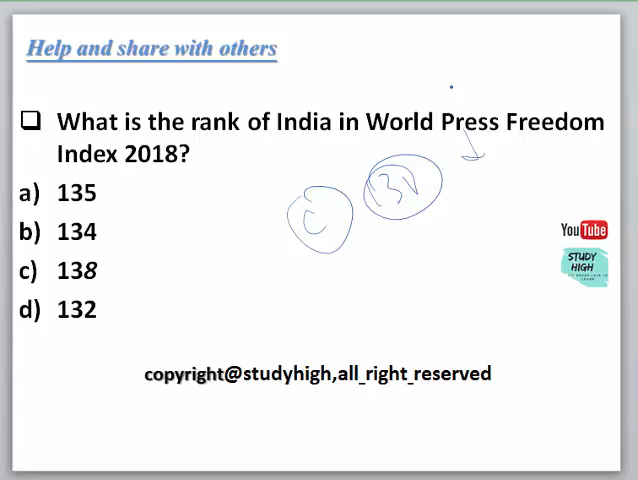 Help and share with others
❑ What is the rank of India in World Press Freedom
Index 2018?
a) 135
b) 134
c) 138
d) 132
C
YouTube
STUDY
HIGH
copyright@studyhigh,all_right_reserved